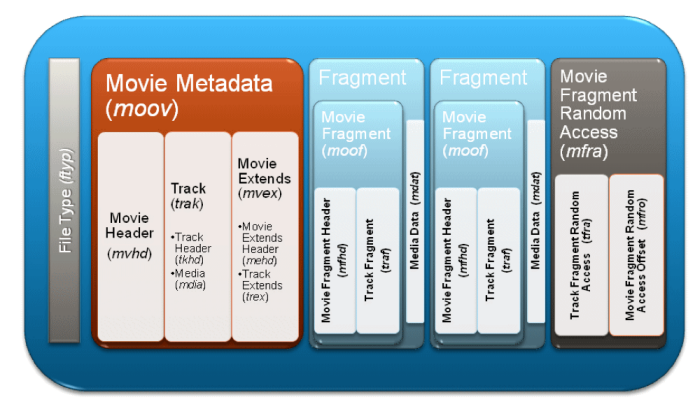 File Type (ftyp)
Movie Metadata
(moov)
Movie
Header
(mvhd)
Track
(trak)
•Track
Header
(tkhd)
•Media
(mdia)
Movie
Extends
(mvex)
•Movie
Extends
Header
(mehd)
•Track
Extends
(trex)
Fragment
Movie
Fragment
(moof)
Movie Fragment Header
(mfhd)
Track Fragment
(traf)
Media Data (mdat)
Fragment
Movie
Fragment
(moof)
Movie Fragment Header
(mfhd)
Track Fragment
(traf)
Media Data (mdat)
Movie
Fragment
Random
Access
(mfra)
Track Fragment Random
Access (tfra)
Movie Fragment Random
Access Offset (mfro)